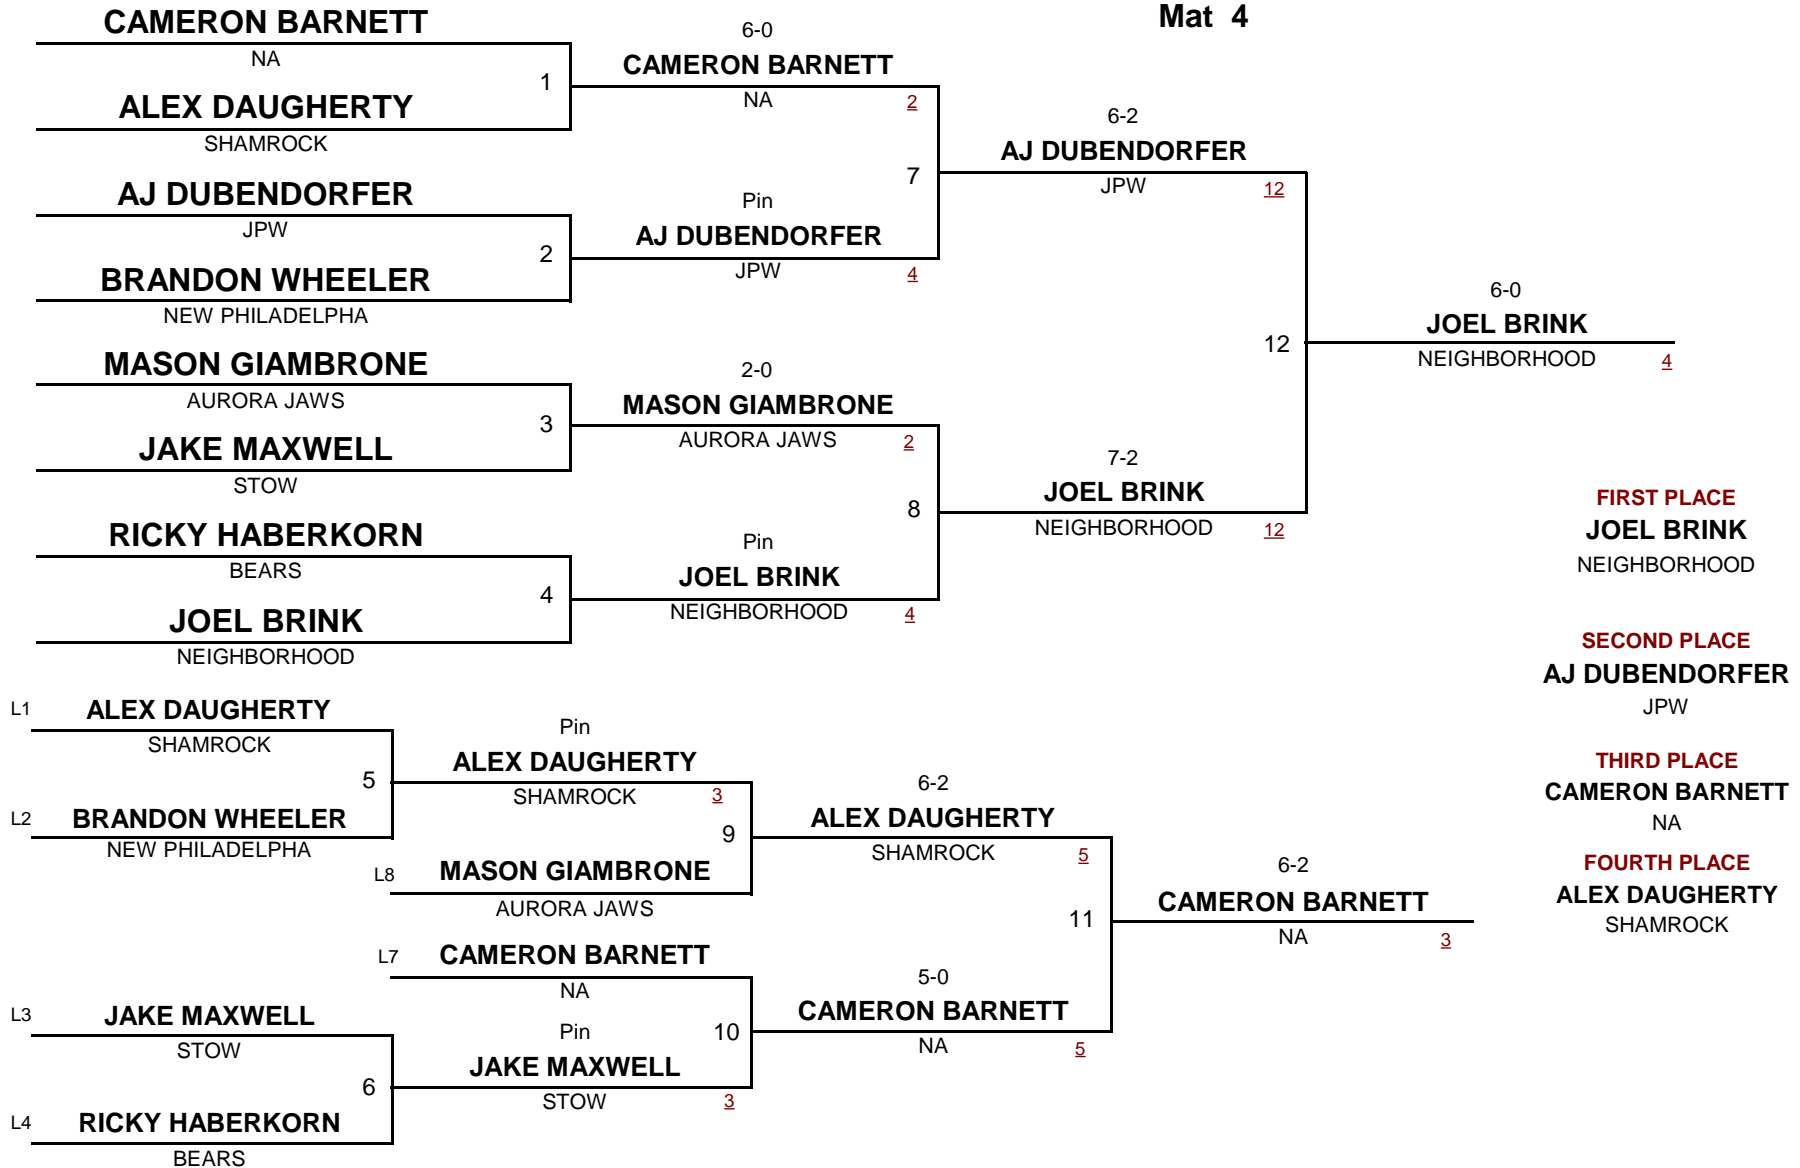 Mat 4
CAMERON BARNETT
NA
1
ALEX DAUGHERTY
SHAMROCK
AJ DUBENDORFER
JPW
2
BRANDON WHEELER
NEW PHILADELPHA
MASON GIAMBRONE
AURORA JAWS
3
JAKE MAXWELL
STOW
RICKY HABERKORN
BEARS
4
JOEL BRINK
NEIGHBORHOOD
6-0
CAMERON BARNETT
NA 2
7
Pin
AJ DUBENDORFER
JPW 4
2-0
MASON GIAMBRONE
AURORA JAWS 2
8
Pin
JOEL BRINK
NEIGHBORHOOD 4
6-2
AJ DUBENDORFER
JPW 12
12
7-2
JOEL BRINK
NEIGHBORHOOD 12
6-0
JOEL BRINK
NEIGHBORHOOD 4
FIRST PLACE
JOEL BRINK
NEIGHBORHOOD
SECOND PLACE
AJ DUBENDORFER
JPW
THIRD PLACE
CAMERON BARNETT
NA
FOURTH PLACE
ALEX DAUGHERTY
SHAMROCK
L1 ALEX DAUGHERTY
SHAMROCK
5
L2 BRANDON WHEELER
NEW PHILADELPHA
L3 JAKE MAXWELL
STOW
6
L4 RICKY HABERKORN
BEARS
Pin
ALEX DAUGHERTY
SHAMROCK 3
9
L8 MASON GIAMBRONE
AURORA JAWS
L7 CAMERON BARNETT
NA
10
Pin
JAKE MAXWELL
STOW 3
6-2
ALEX DAUGHERTY
SHAMROCK 5
11
5-0
CAMERON BARNETT
NA 5
6-2
CAMERON BARNETT
NA 3